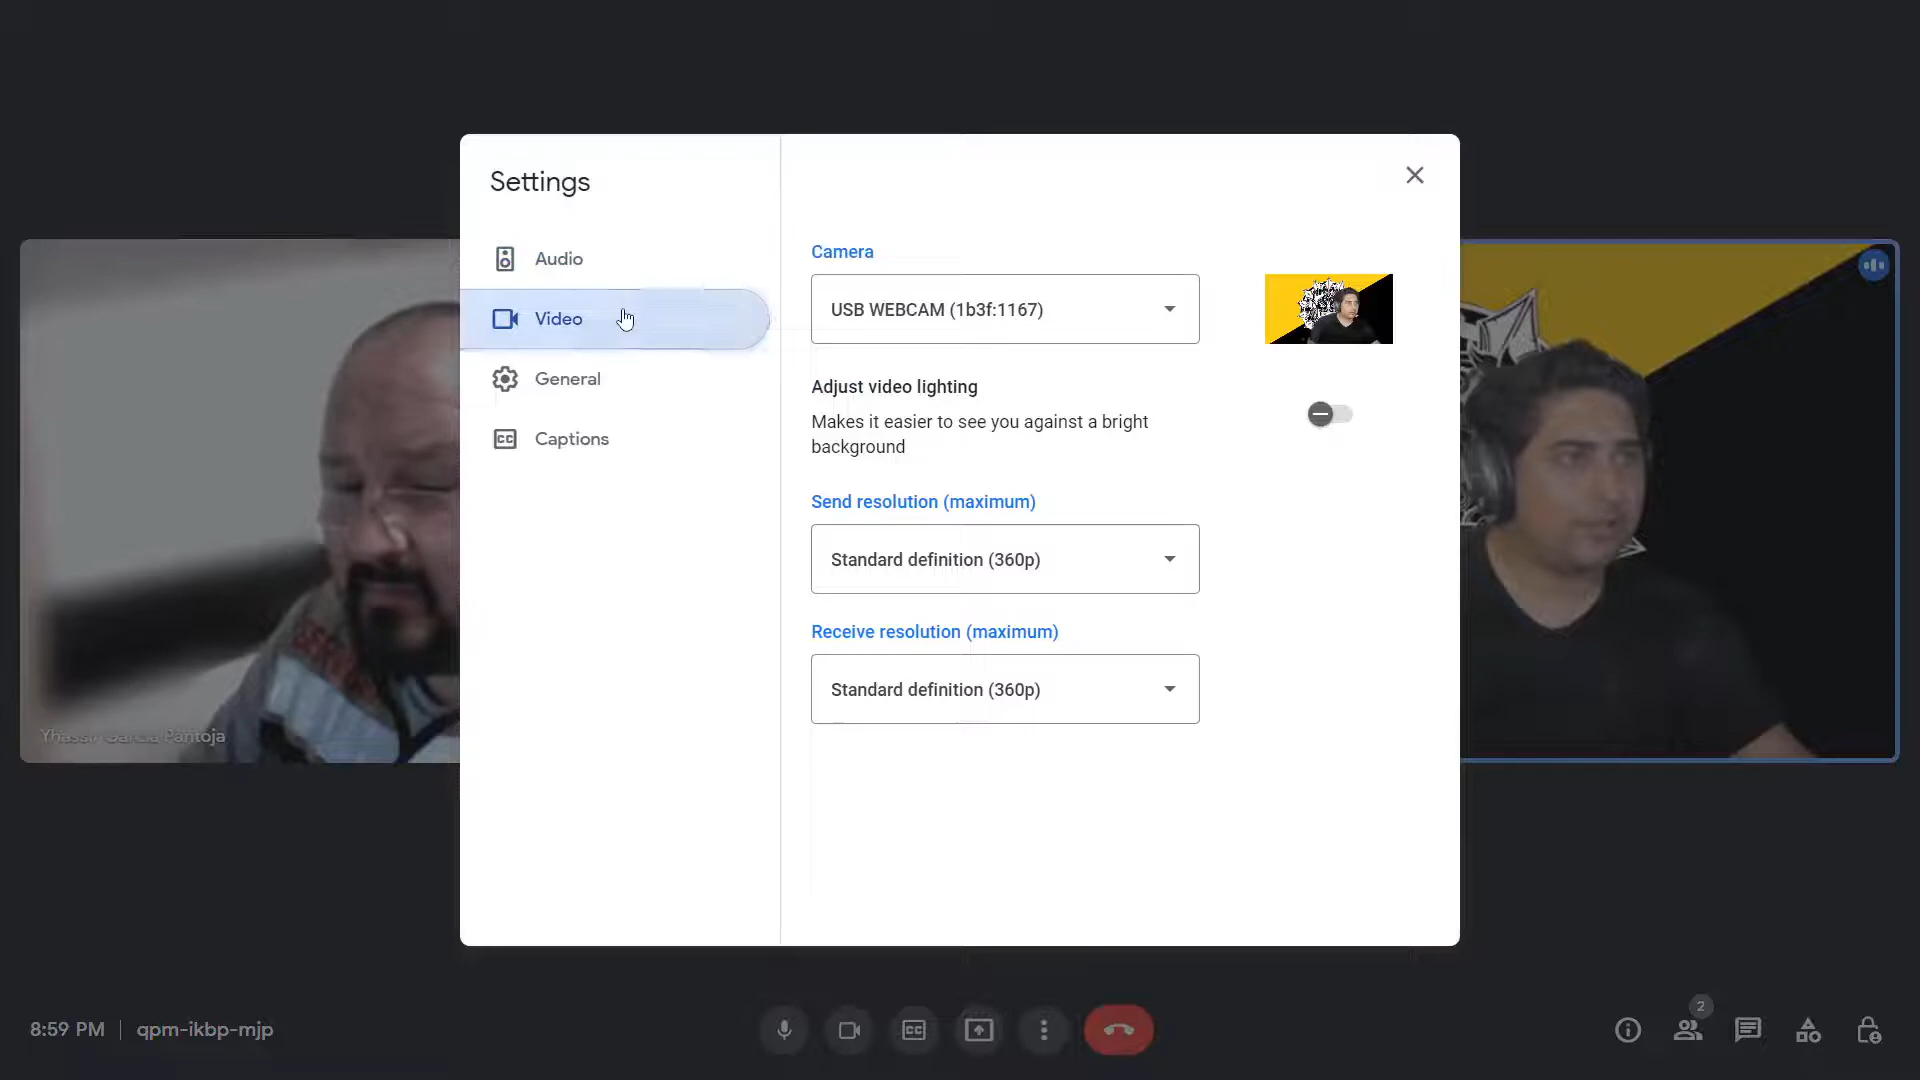 Settings
Audio
Video
General
Captions
Camera
USB WEBCAM (1b3f:1167)
Adjust video lighting
Makes it easier to see you against a bright
background
Send resolution (maximum)
Standard definition (360p)
Receive resolution (maximum)
Standard definition (360p)
Garcia Pantoja
8:59 PM | qpm-ikbp-mjp
2